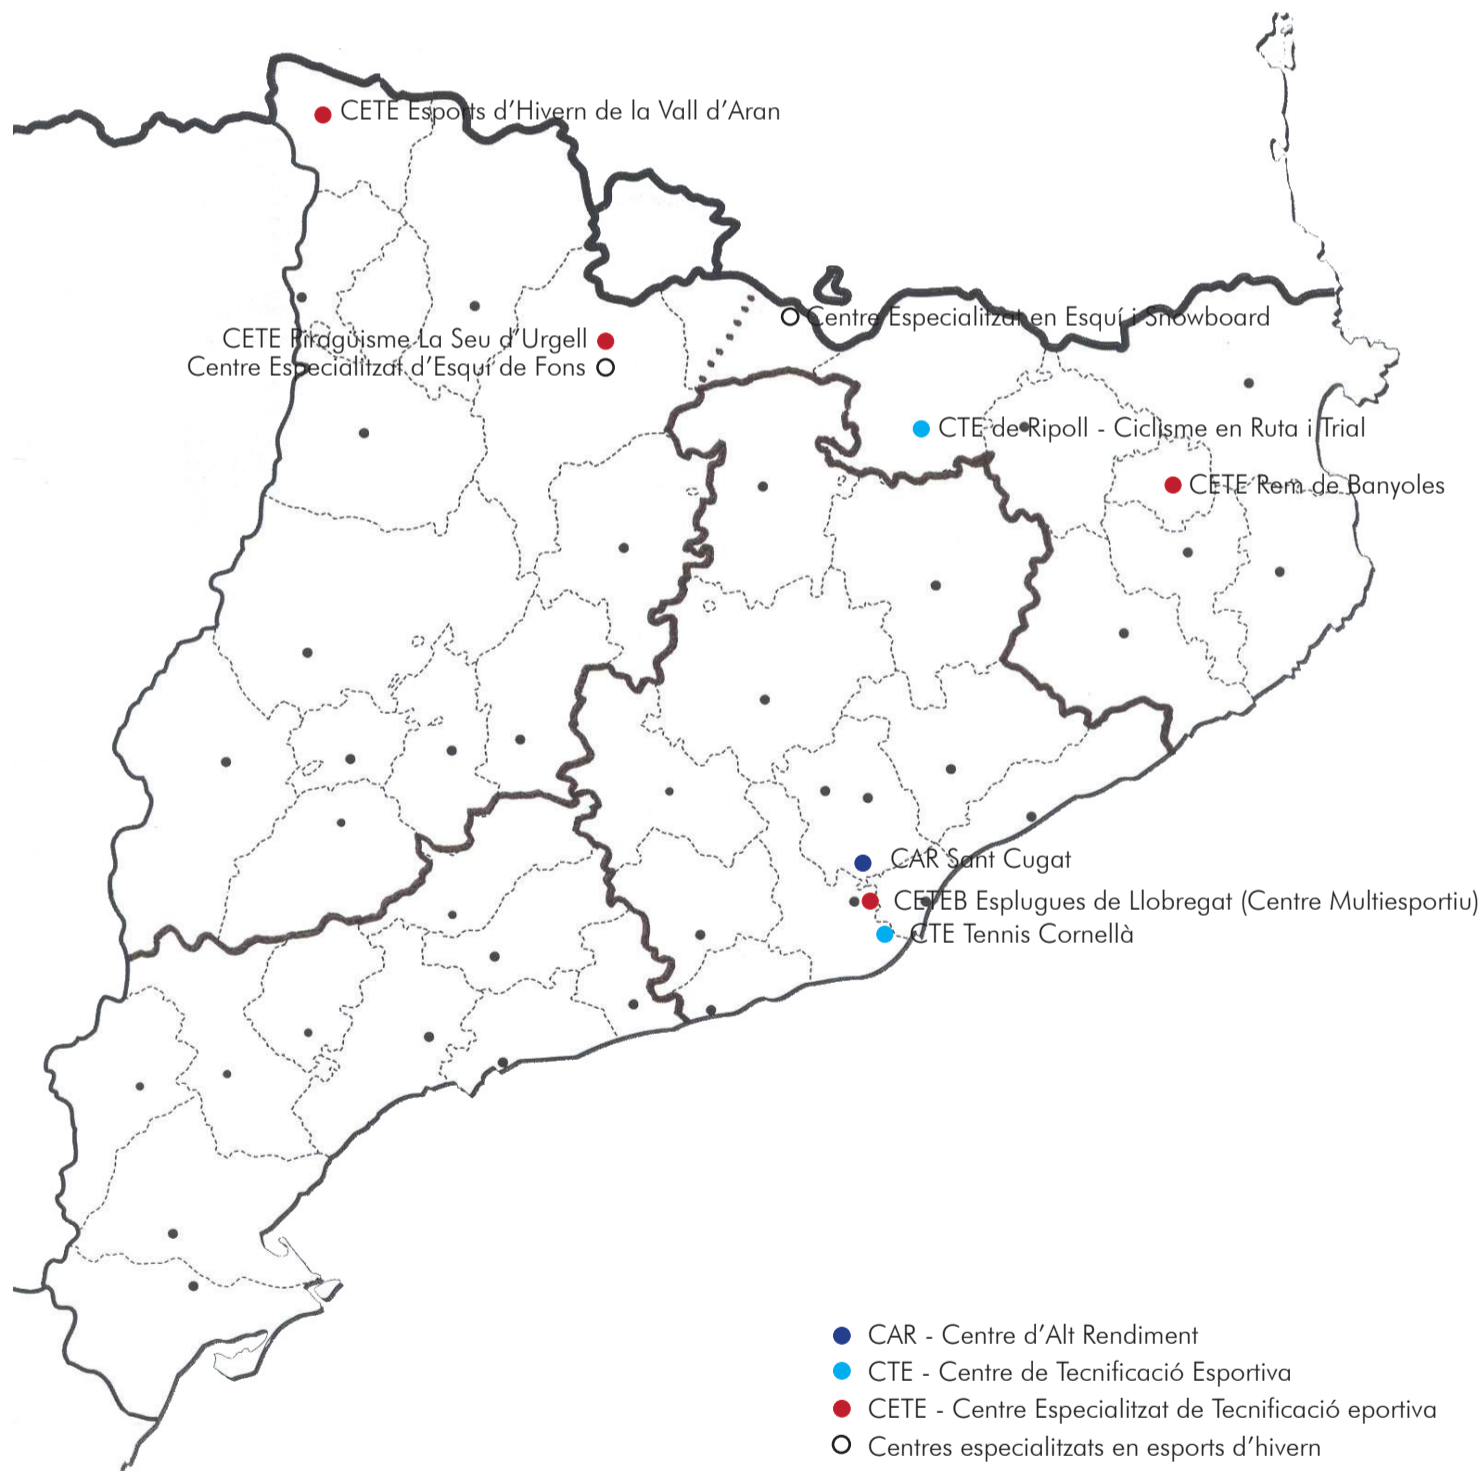 CETE Esports d'Hivern de la Vall d'Aran
Centre Especialitzat en Esquí i Snowboard
CETE Piragüisme La Seu d'Urgell
Centre Especialitzat d'Esquí de Fons
CTE de Ripoll - Ciclisme en Ruta i Trial
CETE Rem de Banyoles
CAR Sant Cugat
CETEB Esplugues de Llobregat (Centre Multiesportiu)
CTE Tennis Cornellà
CAR - Centre d'Alt Rendiment
CTE - Centre de Tecnificació Esportiva
CETE - Centre Especialitzat de Tecnificació eportiva
Centres especialitzats en esports d'hivern